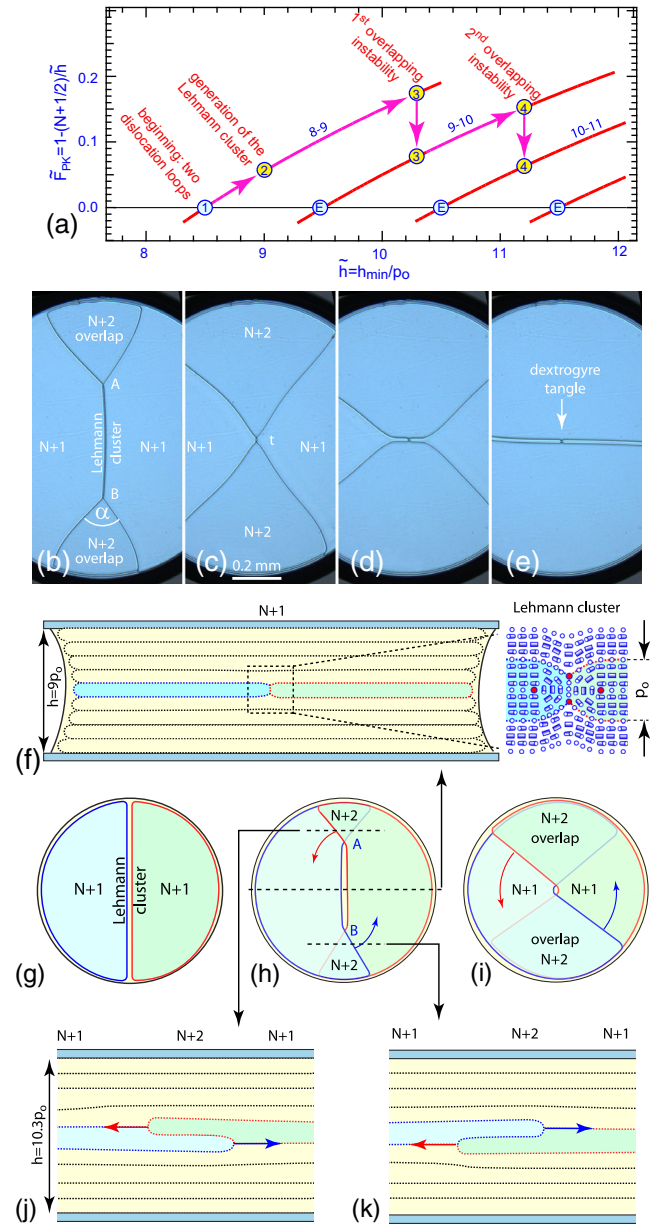 (a)
F̃PK=1-(N+1/2)/h̃
0.2
0.1
0.0
8
9
10
11
12
h̃=hmin/po
beginning: two
dislocation loops
generation of the
Lehmann cluster
1st overlapping
instability
2nd overlapping
instability
8-9
9-10
10-11
1
2
3
3
4
4
E
E
E
N+2
overlap
A
Lehmann
cluster
N+1
N+1
B
α
N+2
overlap
(b)
N+2
N+1
t
N+1
N+2
(c)
0.2 mm
(d)
dextrogyre
tangle
(e)
N+1
h=9po
(f)
Lehmann cluster
po
N+1
Lehmann
cluster
N+1
(g)
N+2
A
B
N+2
(h)
N+2
overlap
N+1
N+1
overlap
N+2
(i)
N+1
N+2
N+1
h=10.3po
(j)
N+1
N+2
N+1
(k)